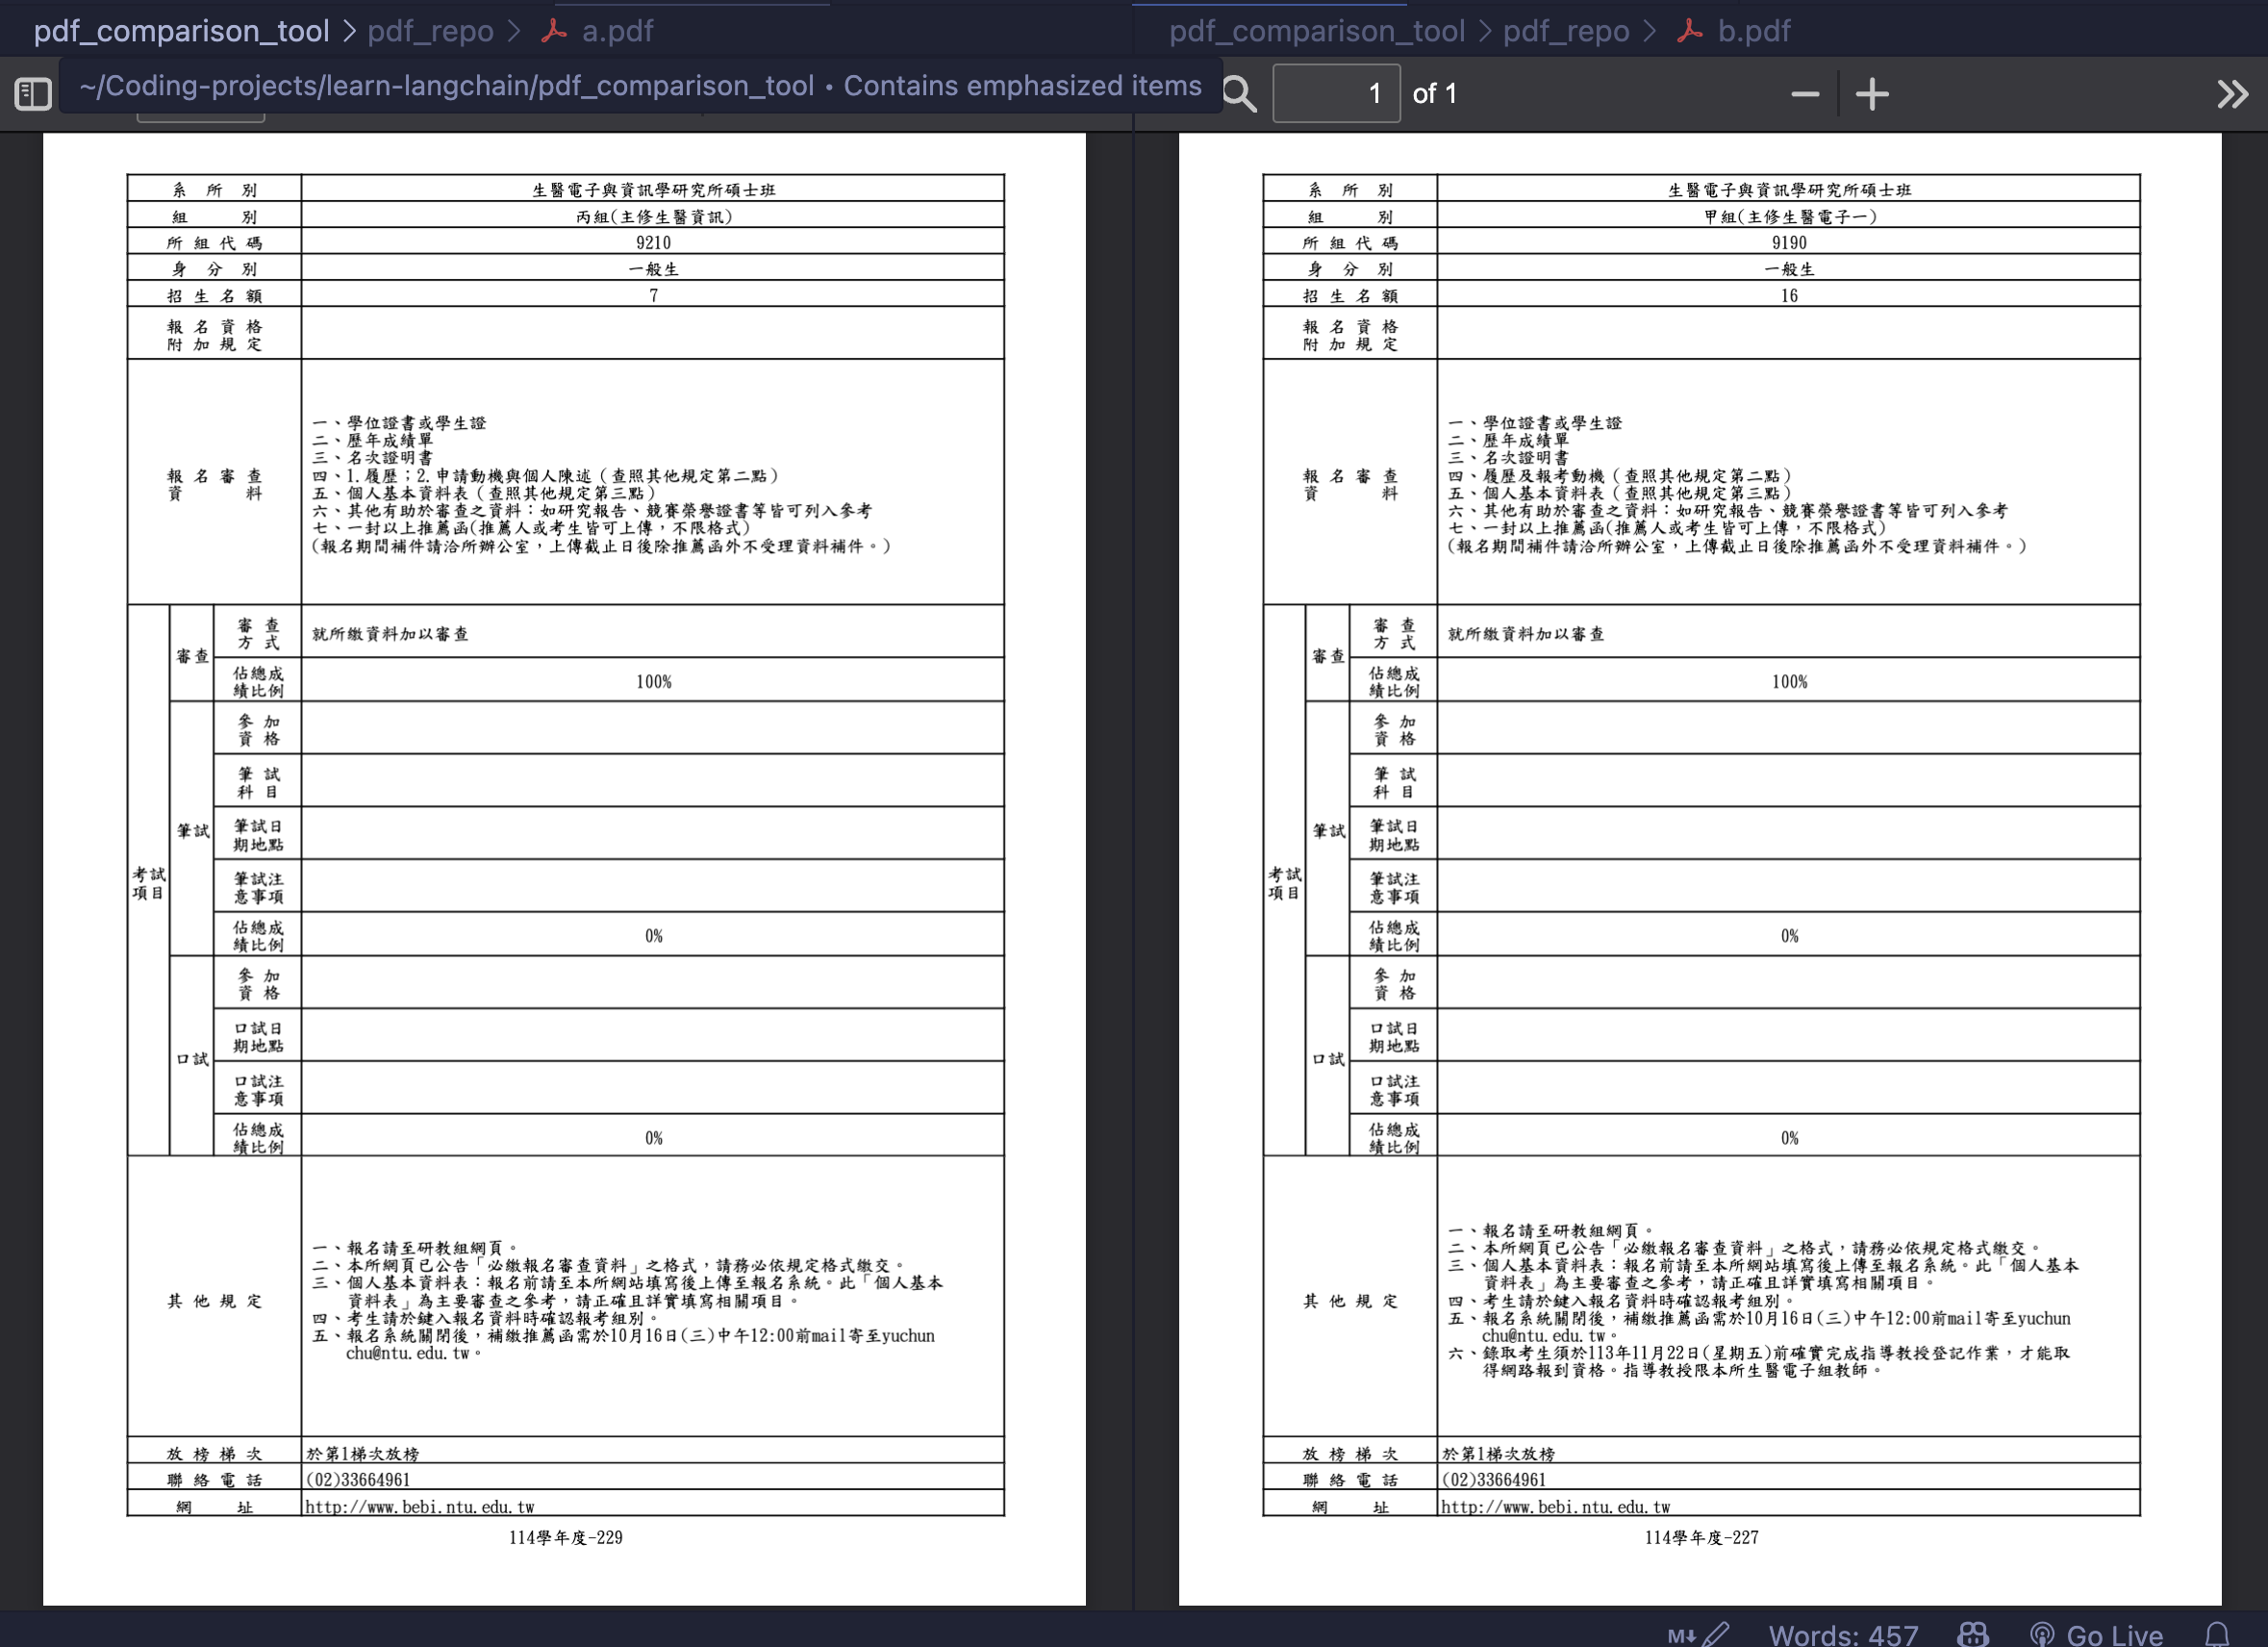 pdf_comparison_tool > pdf_repo > a.pdf
pdf_comparison_tool > pdf_repo > b.pdf
~/Coding-projects/learn-langchain/pdf_comparison_tool • Contains emphasized items
1 of 1
系所別 生醫電子與資訊學研究所碩士班
組別 丙組(主修生醫資訊)
所組代碼 9210
身分別 一般生
招生名額 7
報名資格
附加規定
報名審查
資料
一、學位證書或學生證
二、歷年成績單
三、名次證明書
四、1.履歷；2.申請動機與個人陳述（查照其他規定第二點）
五、個人基本資料表（查照其他規定第三點）
六、其他有助於審查之資料：如研究報告、競賽榮譽證書等皆可列入參考
七、一封以上推薦函(推薦人或考生皆可上傳，不限格式)
(報名期間補件請洽所辦公室，上傳截止日後除推薦函外不受理資料補件。)
考試
項目
審查
審查
方式
就所繳資料加以審查
佔總成
績比例
100%
筆試
參加
資格
筆試
科目
筆試日
期地點
筆試注
意事項
佔總成
績比例
0%
口試
參加
資格
口試日
期地點
口試注
意事項
佔總成
績比例
0%
其他規定
一、報名請至研教組網頁。
二、本所網頁已公告「必繳報名審查資料」之格式，請務必依規定格式繳交。
三、個人基本資料表：報名前請至本所網站填寫後上傳至報名系統。此「個人基本
資料表」為主要審查之參考，請正確且詳實填寫相關項目。
四、考生請於鍵入報名資料時確認報考組別。
五、報名系統關閉後，補繳推薦函需於10月16日(三)中午12:00前mail寄至yuchun
chu@ntu.edu.tw。
放榜梯次 於第1梯次放榜
聯絡電話 (02)33664961
網址 http://www.bebi.ntu.edu.tw
114學年度-229
系所別 生醫電子與資訊學研究所碩士班
組別 甲組(主修生醫電子一)
所組代碼 9190
身分別 一般生
招生名額 16
報名資格
附加規定
報名審查
資料
一、學位證書或學生證
二、歷年成績單
三、名次證明書
四、履歷及報考動機（查照其他規定第二點）
五、個人基本資料表（查照其他規定第三點）
六、其他有助於審查之資料：如研究報告、競賽榮譽證書等皆可列入參考
七、一封以上推薦函(推薦人或考生皆可上傳，不限格式)
(報名期間補件請洽所辦公室，上傳截止日後除推薦函外不受理資料補件。)
考試
項目
審查
審查
方式
就所繳資料加以審查
佔總成
績比例
100%
筆試
參加
資格
筆試
科目
筆試日
期地點
筆試注
意事項
佔總成
績比例
0%
口試
參加
資格
口試日
期地點
口試注
意事項
佔總成
績比例
0%
其他規定
一、報名請至研教組網頁。
二、本所網頁已公告「必繳報名審查資料」之格式，請務必依規定格式繳交。
三、個人基本資料表：報名前請至本所網站填寫後上傳至報名系統。此「個人基本
資料表」為主要審查之參考，請正確且詳實填寫相關項目。
四、考生請於鍵入報名資料時確認報考組別。
五、報名系統關閉後，補繳推薦函需於10月16日(三)中午12:00前mail寄至yuchun
chu@ntu.edu.tw。
六、錄取考生須於113年11月22日(星期五)前確實完成指導教授登記作業，才能取
得網路報到資格。指導教授限本所生醫電子組教師。
放榜梯次 於第1梯次放榜
聯絡電話 (02)33664961
網址 http://www.bebi.ntu.edu.tw
114學年度-227
M Words: 457 Go Live